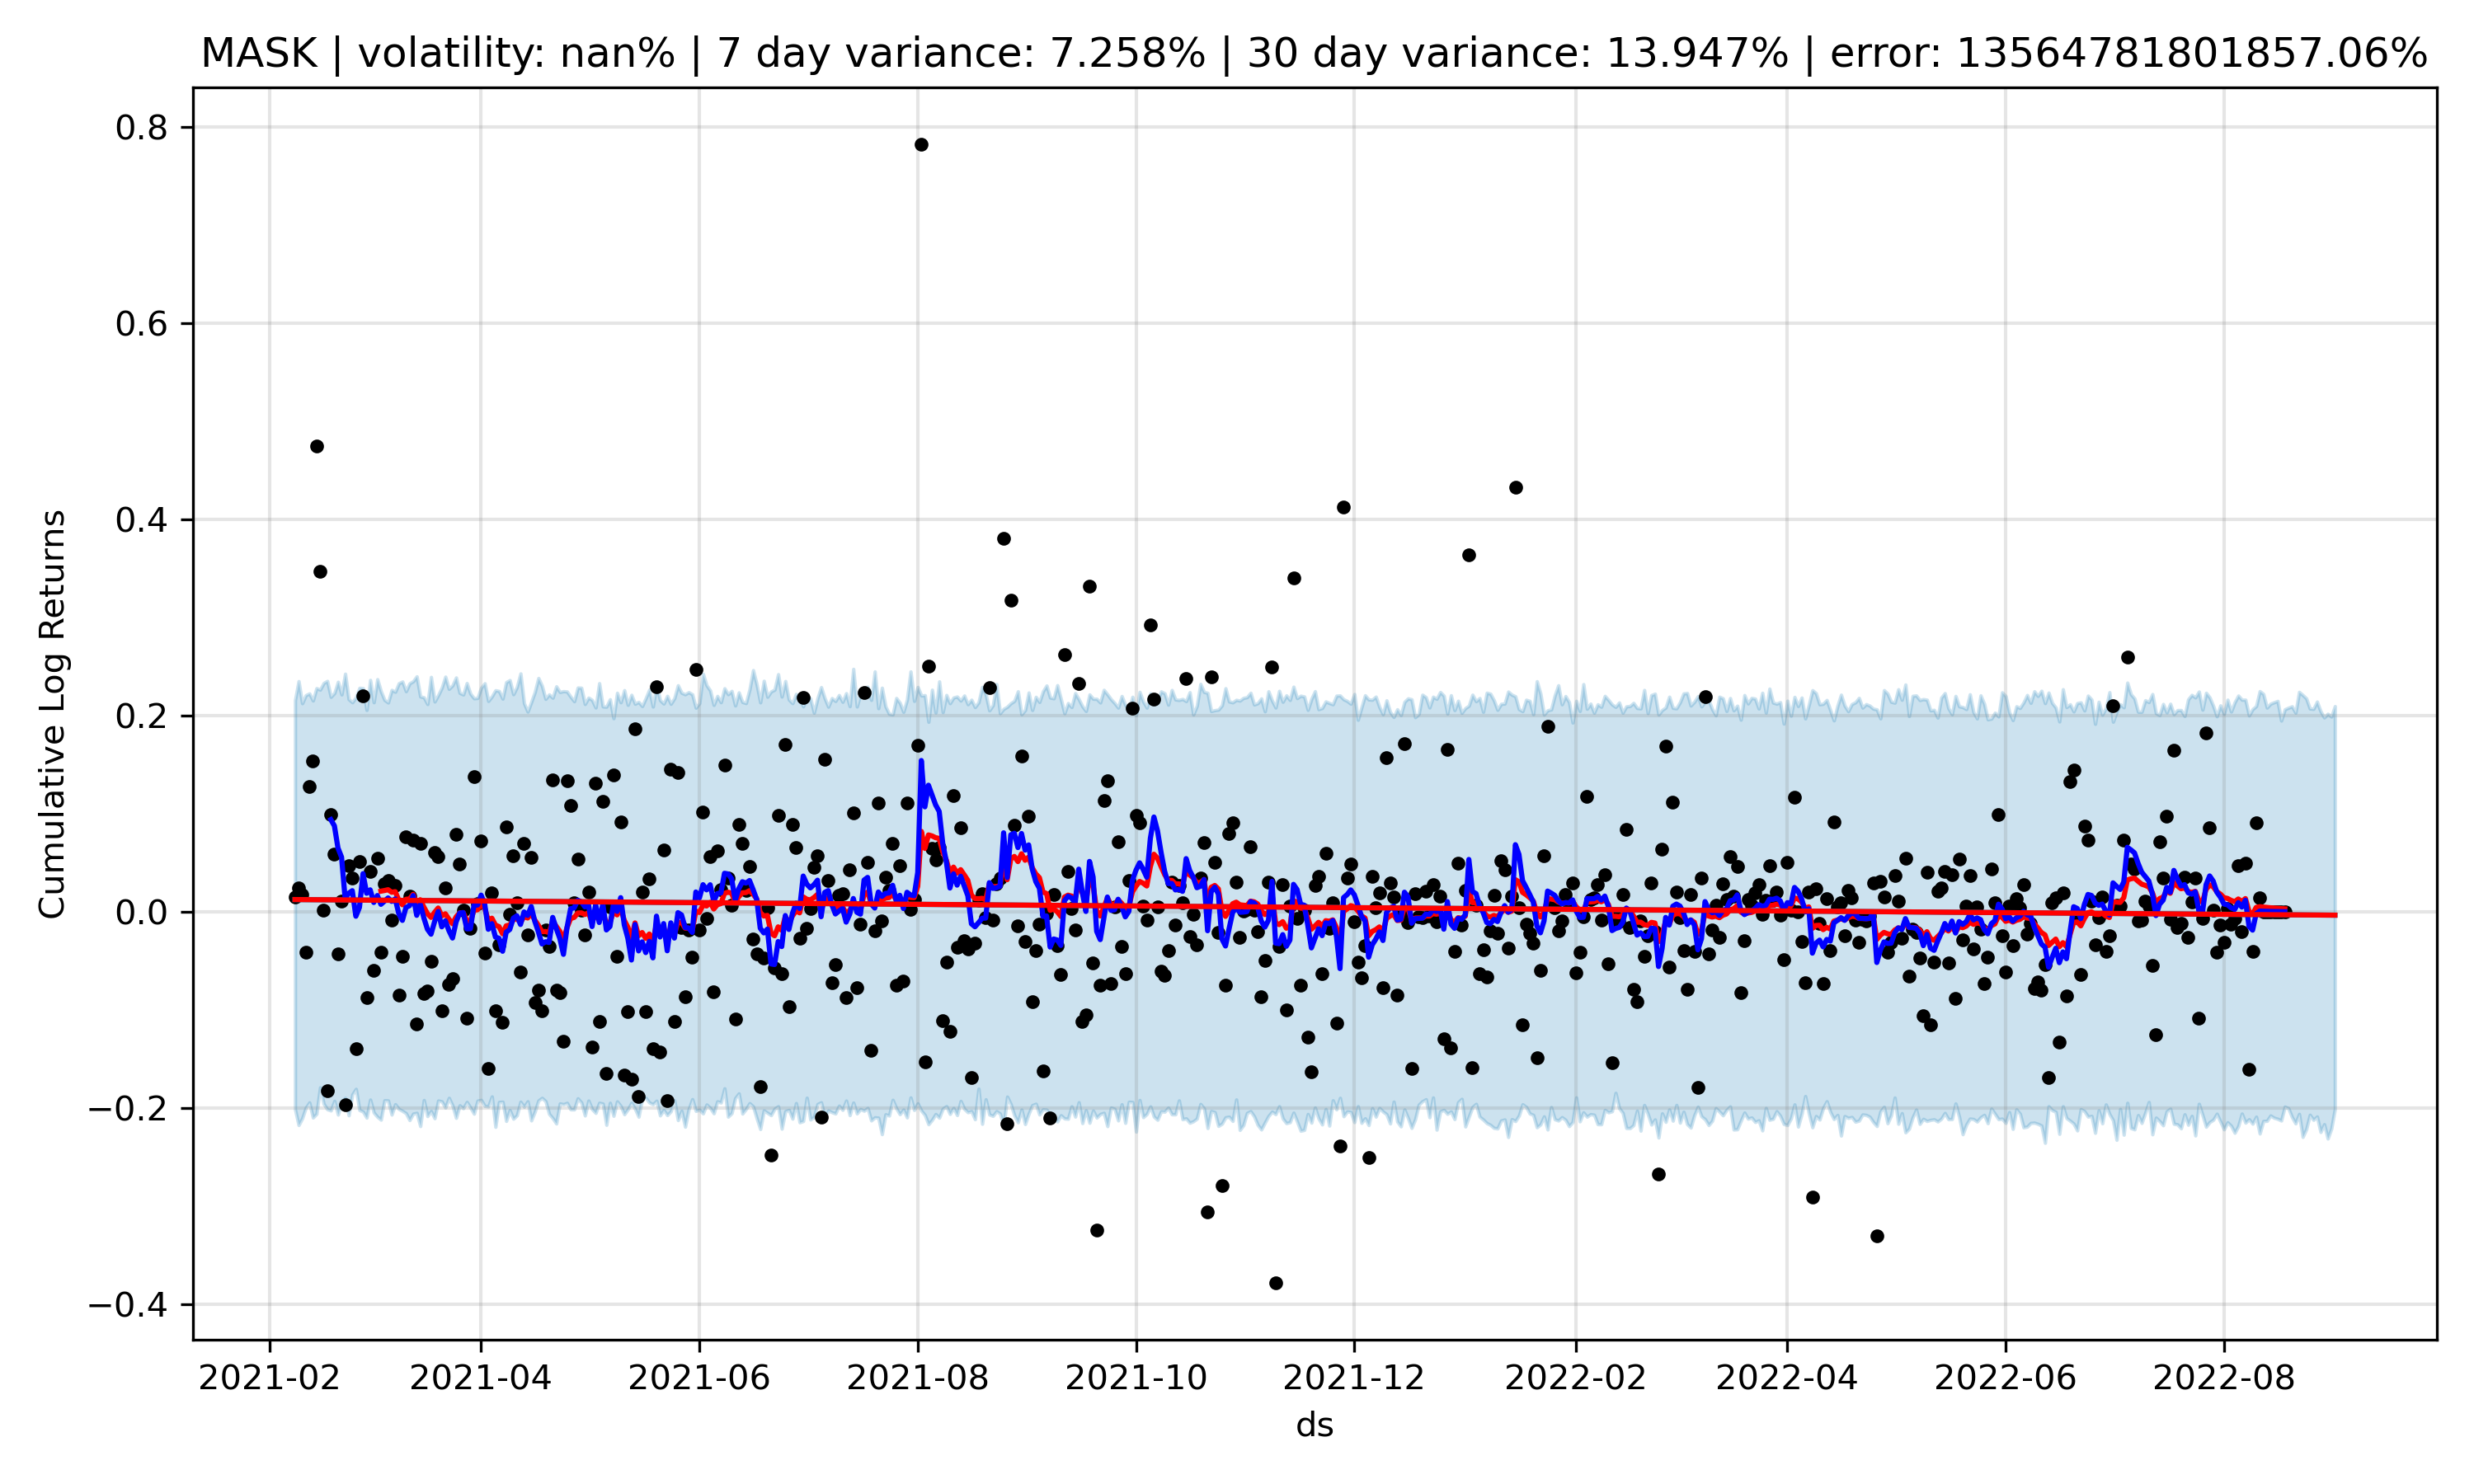 MASK | volatility: nan% | 7 day variance: 7.258% | 30 day variance: 13.947% | error: 13564781801857.06%
Cumulative Log Returns
0.8
0.6
0.4
0.2
0.0
−0.2
−0.4
2021-02 2021-04 2021-06 2021-08 2021-10 2021-12 2022-02 2022-04 2022-06 2022-08
ds